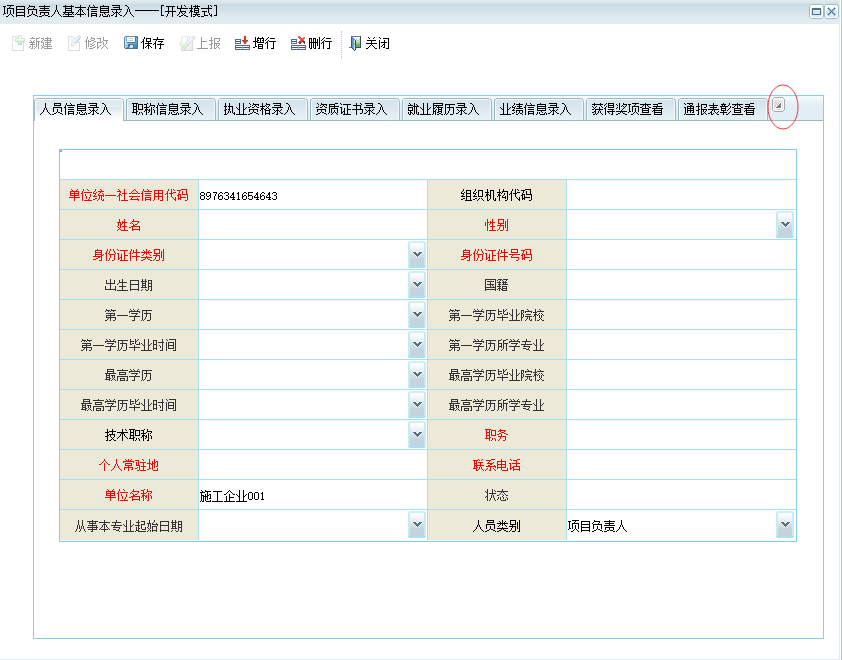 项目负责人基本信息录入——[开发模式]
新建 修改 保存 上报 增行 删行 关闭
人员信息录入 职称信息录入 执业资格录入 资质证书录入 就业履历录入 业绩信息录入 获得奖项查看 通报表彰查看
单位统一社会信用代码 8976341654643 组织机构代码
姓名 性别
身份证件类别 身份证件号码
出生日期 国籍
第一学历 第一学历毕业院校
第一学历毕业时间 第一学历所学专业
最高学历 最高学历毕业院校
最高学历毕业时间 最高学历所学专业
技术职称 职务
个人常驻地 联系电话
单位名称 施工企业001 状态
从事本专业起始日期 人员类别 项目负责人